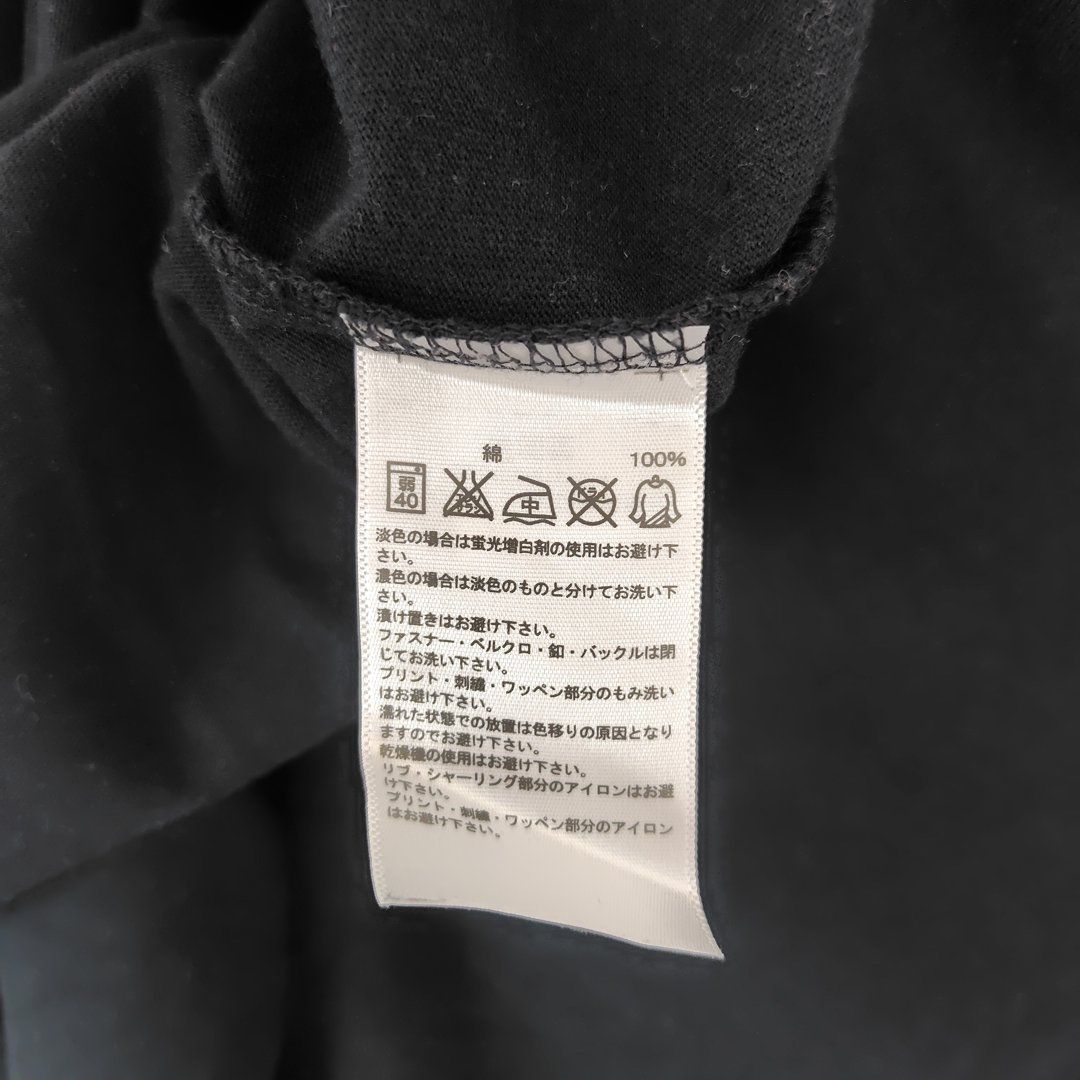 綿 100%
弱 40 エンソサラシ 中 ドライ
淡色の場合は蛍光増白剤の使用はお避け下
さい。
濃色の場合は淡色のものと分けてお洗い下
さい。
漬け置きはお避け下さい。
ファスナー・ベルクロ・釦・バックルは閉
じてお洗い下さい。
プリント・刺繍・ワッペン部分のもみ洗い
はお避け下さい。
濡れた状態での放置は色移りの原因となり
ますのでお避け下さい。
乾燥機の使用はお避け下さい。
リブ・シャーリング部分のアイロンはお避
け下さい。
プリント・刺繍・ワッペン部分のアイロン
はお避け下さい。